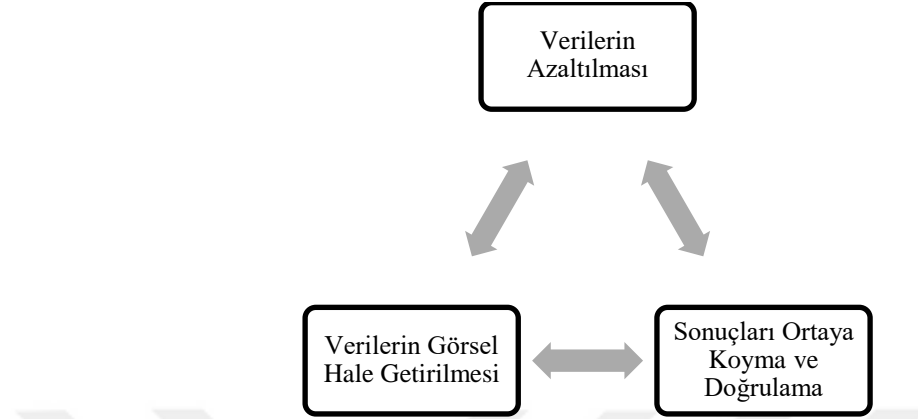 Verilerin
Azaltılması
Verilerin Görsel
Hale Getirilmesi
Sonuçları Ortaya
Koyma ve
Doğrulama